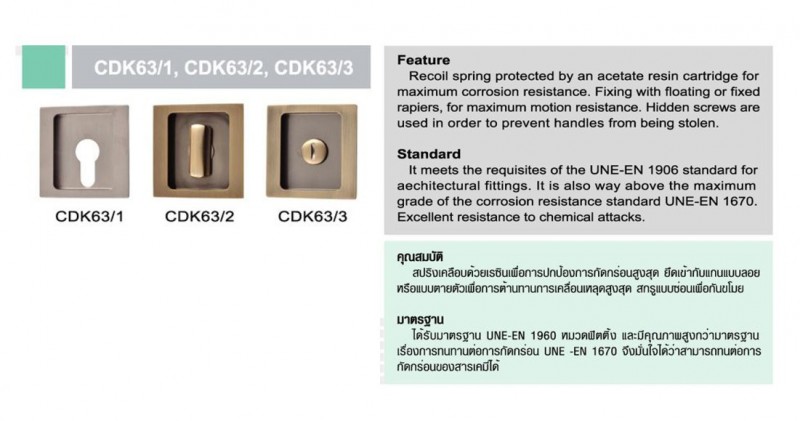 CDK63/1, CDK63/2, CDK63/3
CDK63/1
CDK63/2
CDK63/3
Feature
Recoil spring protected by an acetate resin cartridge for
maximum corrosion resistance. Fixing with floating or fixed
rapiers, for maximum motion resistance. Hidden screws are
used in order to prevent handles from being stolen.
Standard
It meets the requisites of the UNE-EN 1906 standard for
aechitectural fittings. It is also way above the maximum
grade of the corrosion resistance standard UNE-EN 1670.
Excellent resistance to chemical attacks.
คุณสมบัติ
สปริงเคลือบด้วยเรซินเพื่อการปกป้องการกัดกร่อนสูงสุด ยึดเข้ากับแกนแบบลอย
หรือแบบตายตัวเพื่อการต้านทานการเคลื่อนเหลุดสูงสุด สกรูแบบซ่อนเพื่อกันขโมย
มาตรฐาน
ได้รับมาตรฐาน UNE-EN 1960 หมวดฟิตติ้ง และมีคุณภาพสูงกว่ามาตรฐาน
เรื่องการทนทานต่อการกัดกร่อน UNE -EN 1670 จึงมั่นใจได้ว่าสามารถทนต่อการ
กัดกร่อนของสารเคมีได้